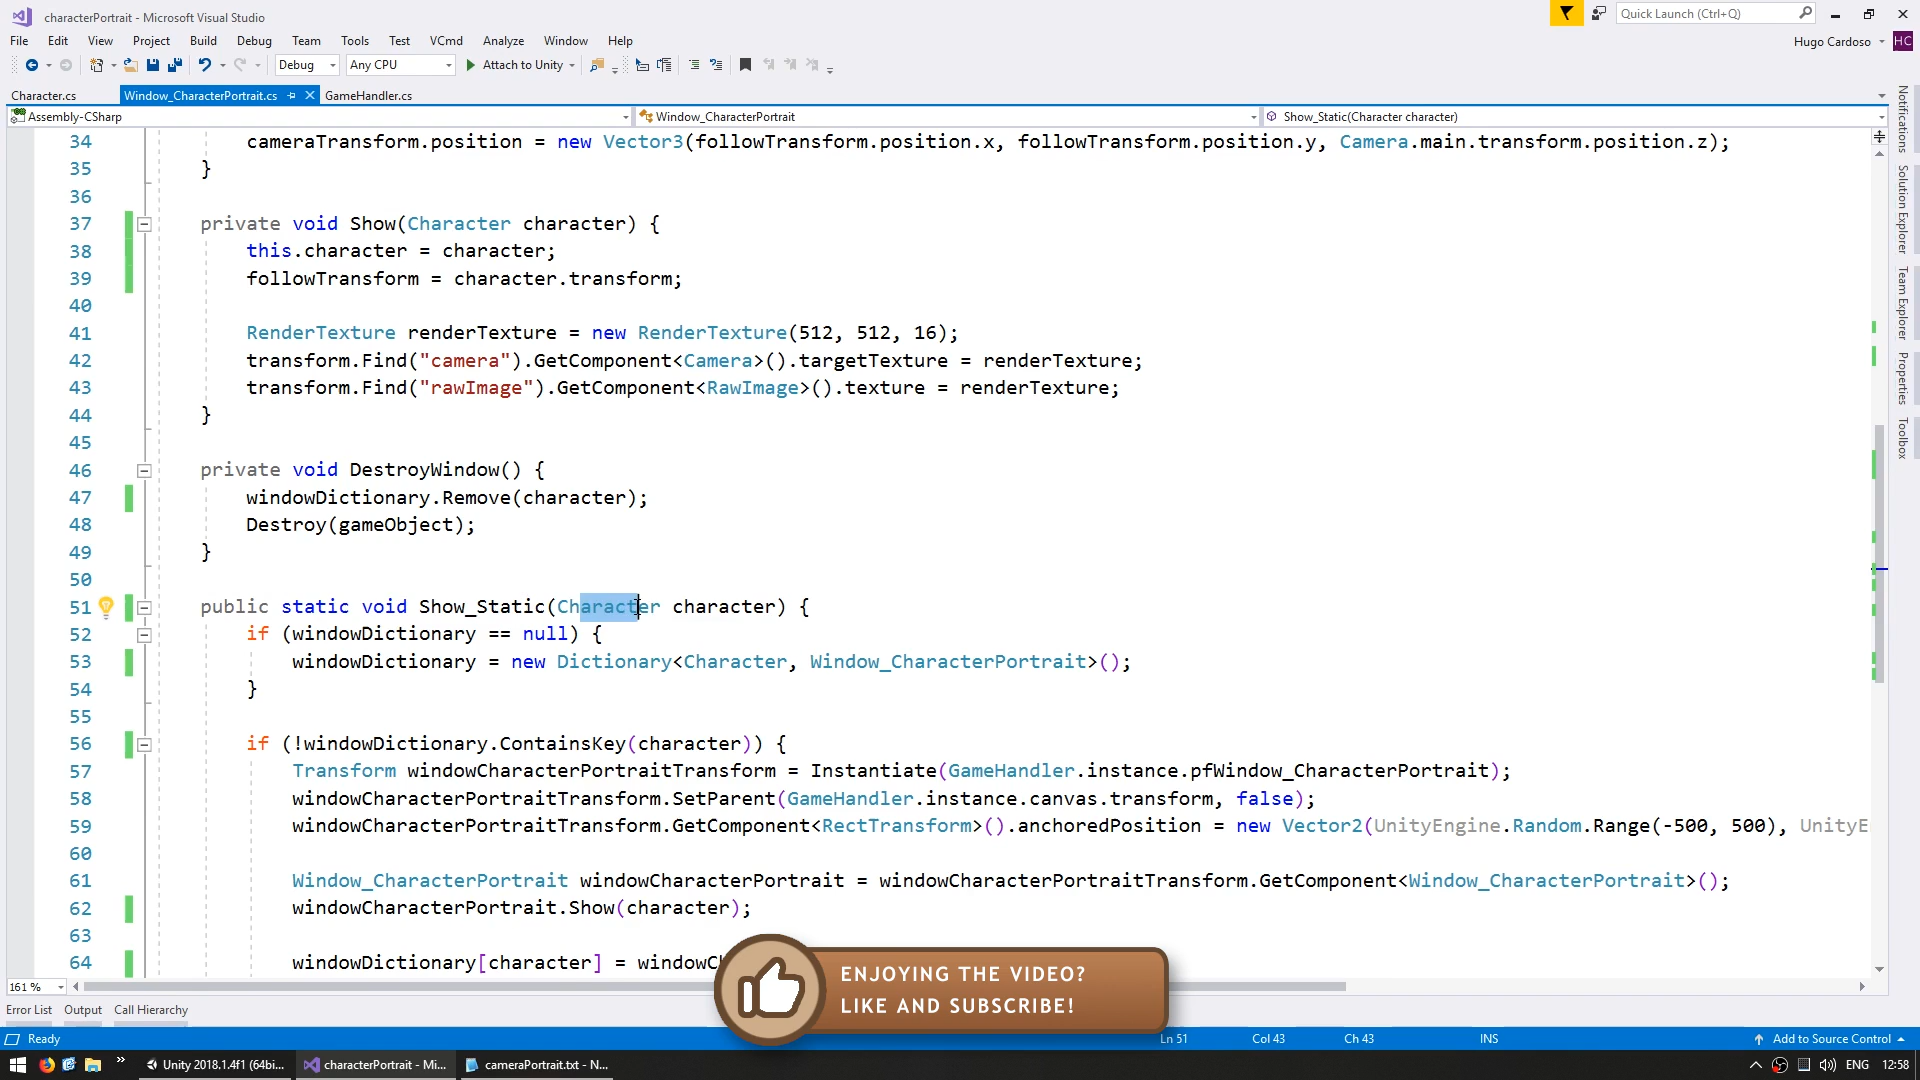 characterPortrait - Microsoft Visual Studio
Quick Launch (Ctrl+Q)
File Edit View Project Build Debug Team Tools Test VCmd Analyze Window Help
Hugo Cardoso HC
Debug Any CPU Attach to Unity
Character.cs Window_CharacterPortrait.cs GameHandler.cs
Assembly-CSharp Window_CharacterPortrait Show_Static(Character character)
34 cameraTransform.position = new Vector3(followTransform.position.x, followTransform.position.y, Camera.main.transform.position.z);
35 }
36
37 private void Show(Character character) {
38 this.character = character;
39 followTransform = character.transform;
40
41 RenderTexture renderTexture = new RenderTexture(512, 512, 16);
42 transform.Find("camera").GetComponent<Camera>().targetTexture = renderTexture;
43 transform.Find("rawImage").GetComponent<RawImage>().texture = renderTexture;
44 }
45
46 private void DestroyWindow() {
47 windowDictionary.Remove(character);
48 Destroy(gameObject);
49 }
50
51 public static void Show_Static(Character character) {
52 if (windowDictionary == null) {
53 windowDictionary = new Dictionary<Character, Window_CharacterPortrait>();
54 }
55
56 if (!windowDictionary.ContainsKey(character)) {
57 Transform windowCharacterPortraitTransform = Instantiate(GameHandler.instance.pfWindow_CharacterPortrait);
58 windowCharacterPortraitTransform.SetParent(GameHandler.instance.canvas.transform, false);
59 windowCharacterPortraitTransform.GetComponent<RectTransform>().anchoredPosition = new Vector2(UnityEngine.Random.Range(-500, 500), UnityE
60
61 Window_CharacterPortrait windowCharacterPortrait = windowCharacterPortraitTransform.GetComponent<Window_CharacterPortrait>();
62 windowCharacterPortrait.Show(character);
63
64 windowDictionary[character] = windowC
Notifications
Solution Explorer
Team Explorer
Properties
Toolbox
ENJOYING THE VIDEO?
LIKE AND SUBSCRIBE!
161 %
Error List Output Call Hierarchy
Ready Ln 51 Col 43 Ch 43 INS Add to Source Control
Unity 2018.1.4f1 (64bi... characterPortrait - Mi... cameraPortrait.txt - N... ENG 12:58